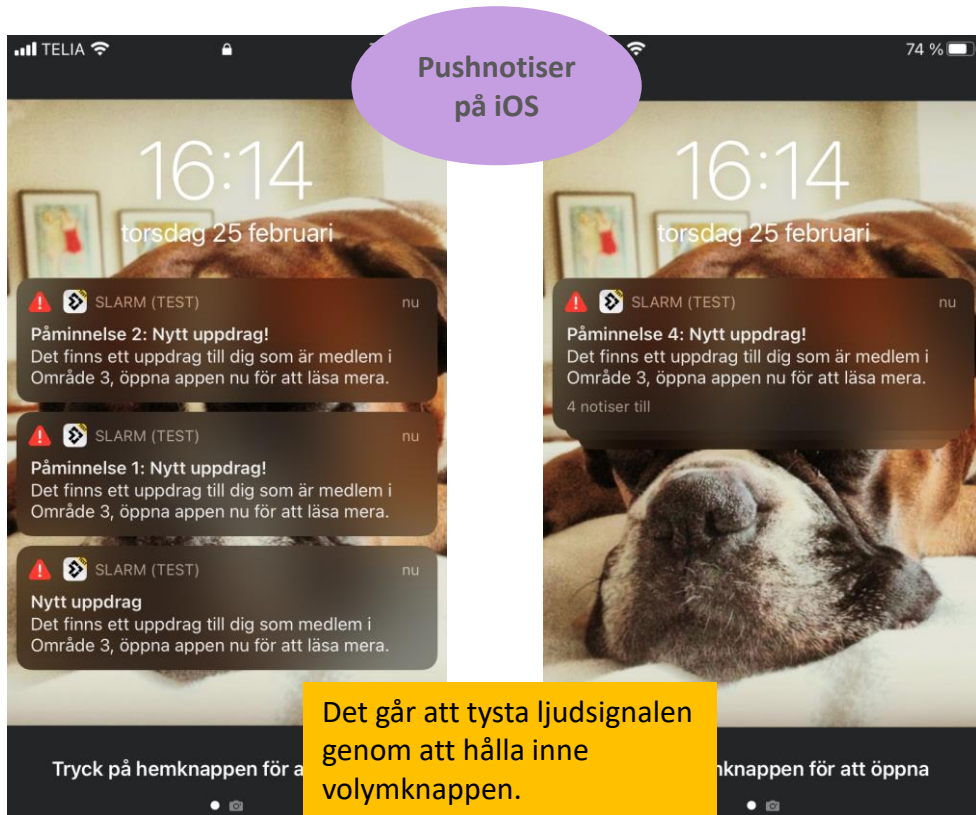 Pushnotiser
på iOS
TELIA
16:14
torsdag 25 februari
SLARM (TEST) nu
Påminnelse 2: Nytt uppdrag!
Det finns ett uppdrag till dig som är medlem i
Område 3, öppna appen nu för att läsa mera.
SLARM (TEST) nu
Påminnelse 1: Nytt uppdrag!
Det finns ett uppdrag till dig som är medlem i
Område 3, öppna appen nu för att läsa mera.
SLARM (TEST) nu
Nytt uppdrag
Det finns ett uppdrag till dig som medlem i
Område 3, öppna appen nu för att läsa mera.
Tryck på hemknappen för a
74 %
16:14
torsdag 25 februari
SLARM (TEST) nu
Påminnelse 4: Nytt uppdrag!
Det finns ett uppdrag till dig som är medlem i
Område 3, öppna appen nu för att läsa mera.
4 notiser till
knappen för att öppna
Det går att tysta ljudsignalen
genom att hålla inne
volymknappen.